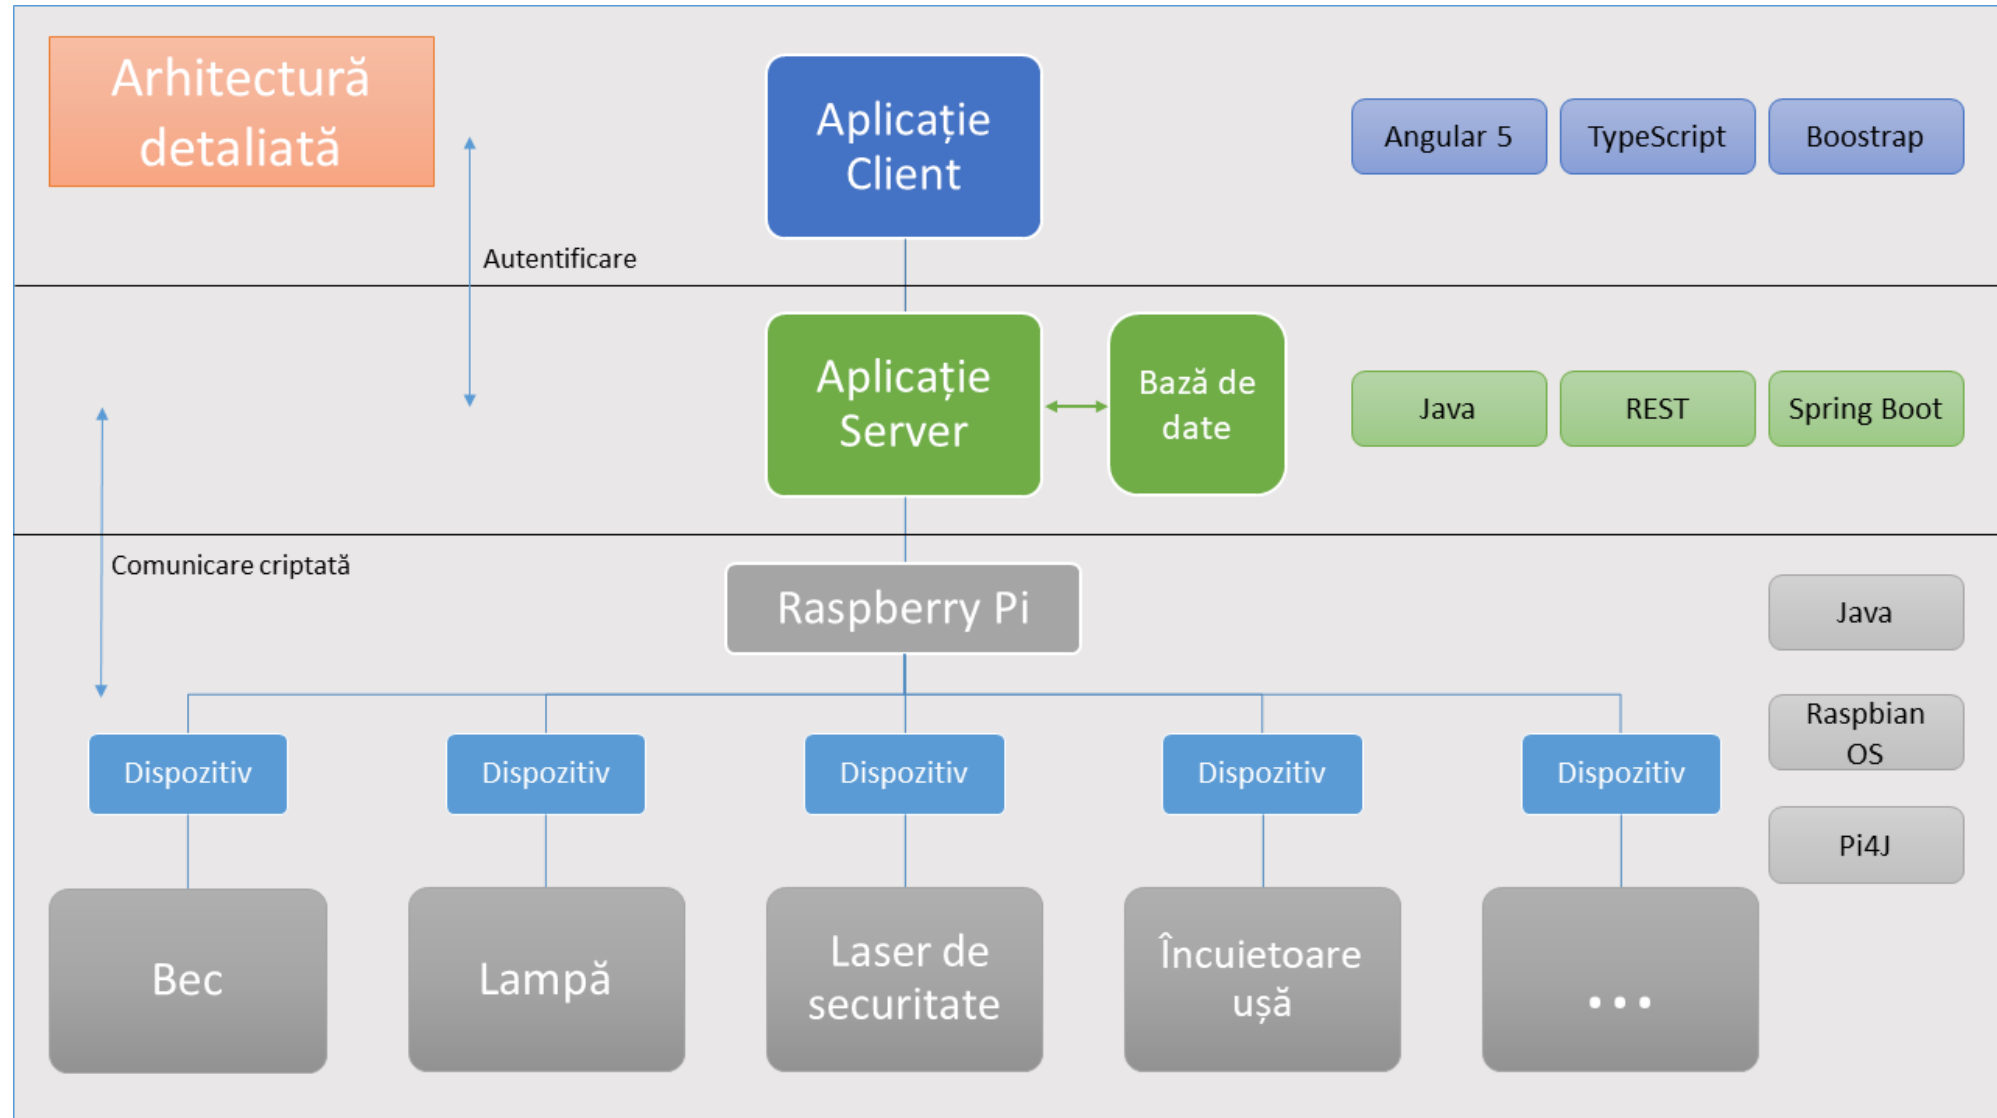 Arhitectură
detaliată
Aplicație
Client
Angular 5
TypeScript
Boostrap
Autentificare
Aplicație
Server
Bază de
date
Java
REST
Spring Boot
Comunicare criptată
Raspberry Pi
Java
Raspbian
OS
Pi4J
Dispozitiv
Dispozitiv
Dispozitiv
Dispozitiv
Dispozitiv
Bec
Lampă
Laser de
securitate
Încuietoare
ușă
...